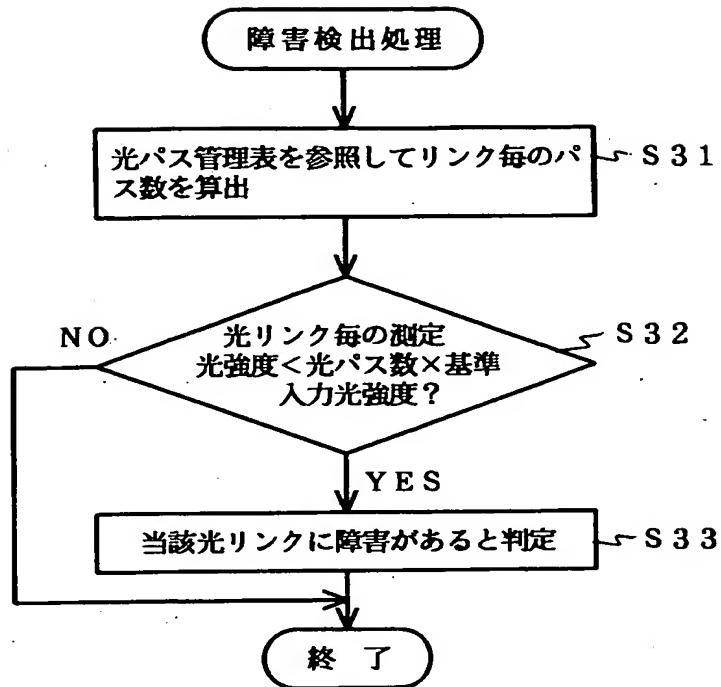 障害検出処理
光パス管理表を参照してリンク毎のパ
ス数を算出
S31
光リンク毎の測定
光強度<光パス数×基準
入力光強度?
S32
NO
YES
当該光リンクに障害があると判定
S33
終了